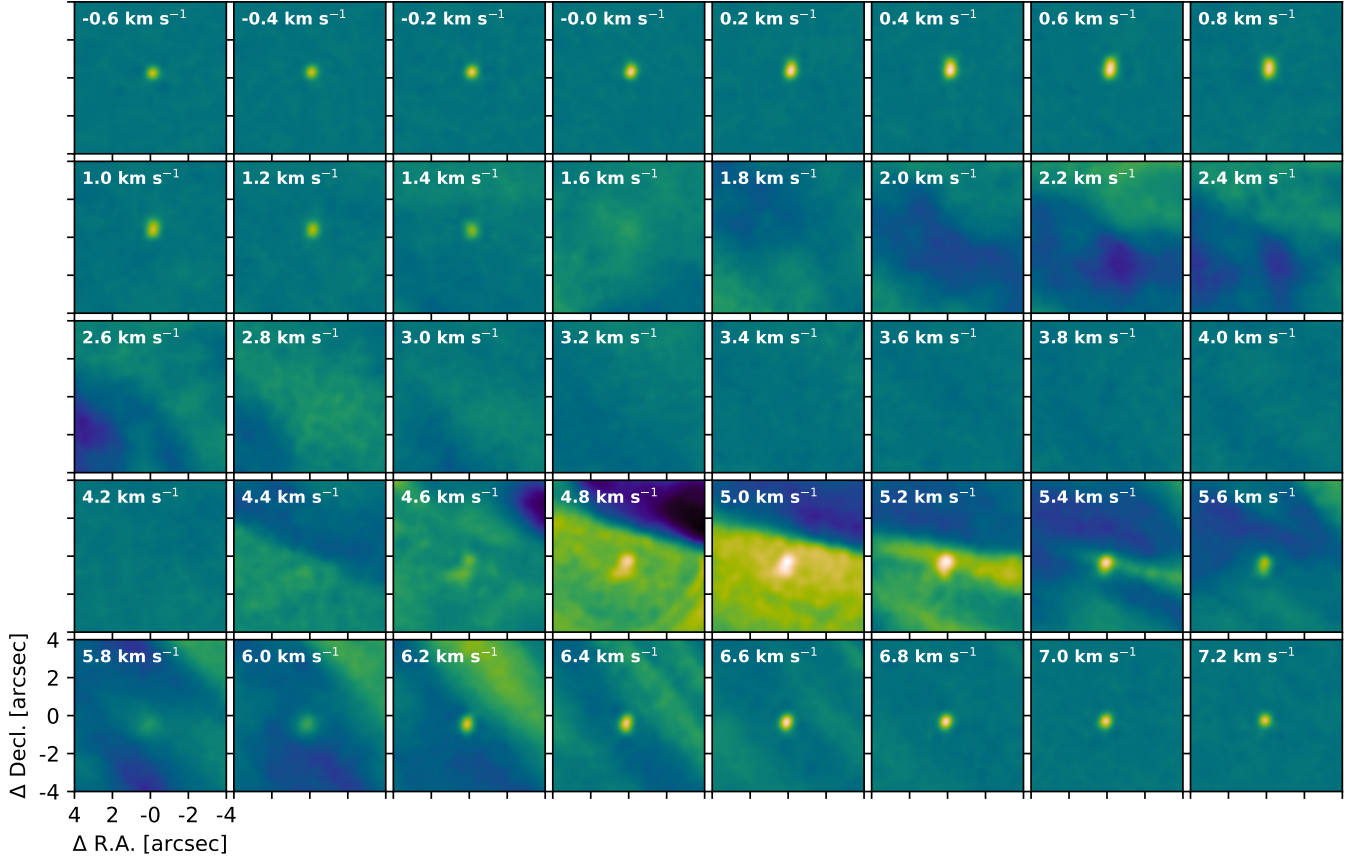 -0.6 km s⁻¹ -0.4 km s⁻¹ -0.2 km s⁻¹ -0.0 km s⁻¹ 0.2 km s⁻¹ 0.4 km s⁻¹ 0.6 km s⁻¹ 0.8 km s⁻¹
1.0 km s⁻¹ 1.2 km s⁻¹ 1.4 km s⁻¹ 1.6 km s⁻¹ 1.8 km s⁻¹ 2.0 km s⁻¹ 2.2 km s⁻¹ 2.4 km s⁻¹
2.6 km s⁻¹ 2.8 km s⁻¹ 3.0 km s⁻¹ 3.2 km s⁻¹ 3.4 km s⁻¹ 3.6 km s⁻¹ 3.8 km s⁻¹ 4.0 km s⁻¹
4.2 km s⁻¹ 4.4 km s⁻¹ 4.6 km s⁻¹ 4.8 km s⁻¹ 5.0 km s⁻¹ 5.2 km s⁻¹ 5.4 km s⁻¹ 5.6 km s⁻¹
5.8 km s⁻¹ 6.0 km s⁻¹ 6.2 km s⁻¹ 6.4 km s⁻¹ 6.6 km s⁻¹ 6.8 km s⁻¹ 7.0 km s⁻¹ 7.2 km s⁻¹
Δ Decl. [arcsec]
4
2
0
-2
-4
4 2 -0 -2 -4
Δ R.A. [arcsec]